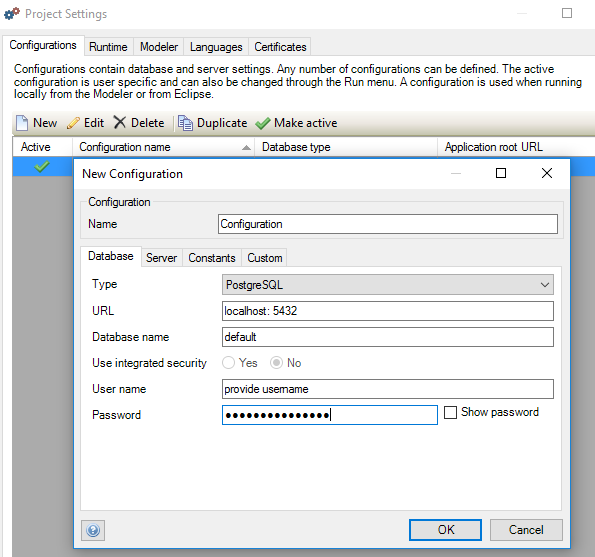 Project Settings
Configurations Runtime Modeler Languages Certificates
Configurations contain database and server settings. Any number of configurations can be defined. The active
configuration is user specific and can also be changed through the Run menu. A configuration is used when running
locally from the Modeler or from Eclipse.
New Edit Delete Duplicate Make active
Active Configuration name Database type Application root URL
New Configuration
Configuration
Name Configuration
Database Server Constants Custom
Type PostgreSQL
URL localhost: 5432
Database name default
Use integrated security Yes No
User name provide username
Password ●●●●●●●●●●●●●●● Show password
OK Cancel